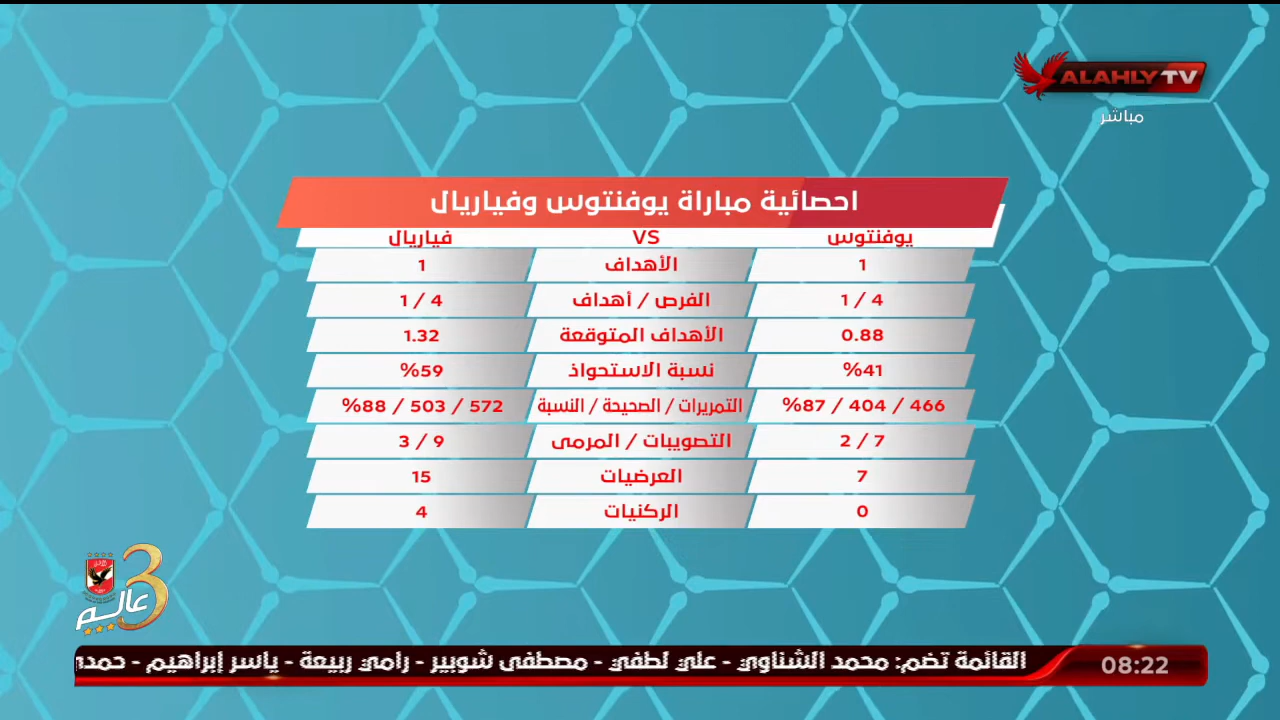 ALAHLY TV
مباشر
احصائية مباراة يوفنتوس وفياريال
يوفنتوس VS فياريال
1 الأهداف 1
1 / 4 الفرص / أهداف 1 / 4
0.88 الأهداف المتوقعة 1.32
%41 نسبة الاستحواذ %59
%87 / 404 / 466 التمريرات / الصحيحة / النسبة %88 / 503 / 572
2 / 7 التصويبات / المرمى 3 / 9
7 العرضيات 15
0 الركنيات 4
3 عالم
08:22 القائمة تضم: محمد الشناوي - علي لطفي - مصطفى شوبير - رامي ربيعة - ياسر إبراهيم -